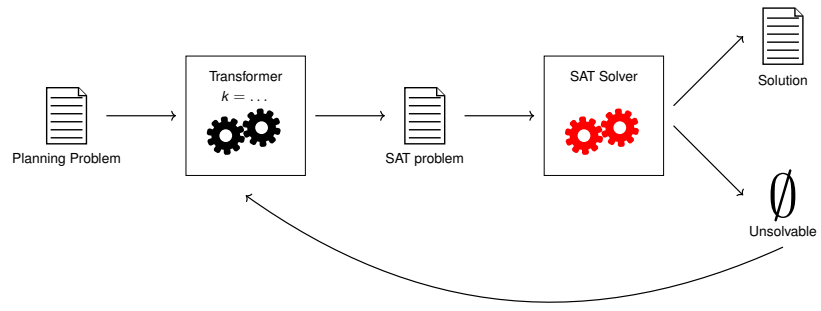 Planning Problem
Transformer
k = ...
SAT problem
SAT Solver
Solution
∅
Unsolvable